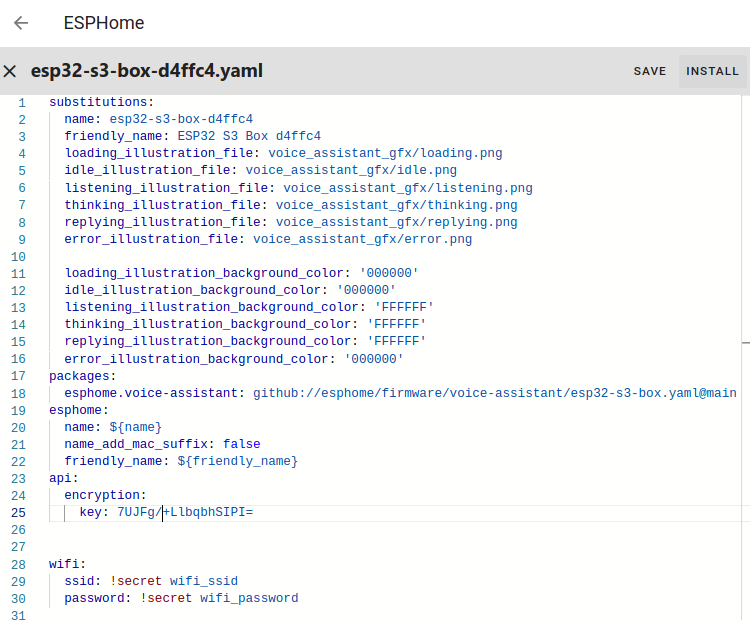 ESPHome
esp32-s3-box-d4ffc4.yaml
SAVE
INSTALL
1 substitutions:
2   name: esp32-s3-box-d4ffc4
3   friendly_name: ESP32 S3 Box d4ffc4
4   loading_illustration_file: voice_assistant_gfx/loading.png
5   idle_illustration_file: voice_assistant_gfx/idle.png
6   listening_illustration_file: voice_assistant_gfx/listening.png
7   thinking_illustration_file: voice_assistant_gfx/thinking.png
8   replying_illustration_file: voice_assistant_gfx/replying.png
9   error_illustration_file: voice_assistant_gfx/error.png
10
11   loading_illustration_background_color: '000000'
12   idle_illustration_background_color: '000000'
13   listening_illustration_background_color: 'FFFFFF'
14   thinking_illustration_background_color: 'FFFFFF'
15   replying_illustration_background_color: 'FFFFFF'
16   error_illustration_background_color: '000000'
17 packages:
18   esphome.voice-assistant: github://esphome/firmware/voice-assistant/esp32-s3-box.yaml@main
19 esphome:
20   name: ${name}
21   name_add_mac_suffix: false
22   friendly_name: ${friendly_name}
23 api:
24   encryption:
25     key: 7UJFg/+LlbqbhSIPI=
26
27
28 wifi:
29   ssid: !secret wifi_ssid
30   password: !secret wifi_password
31